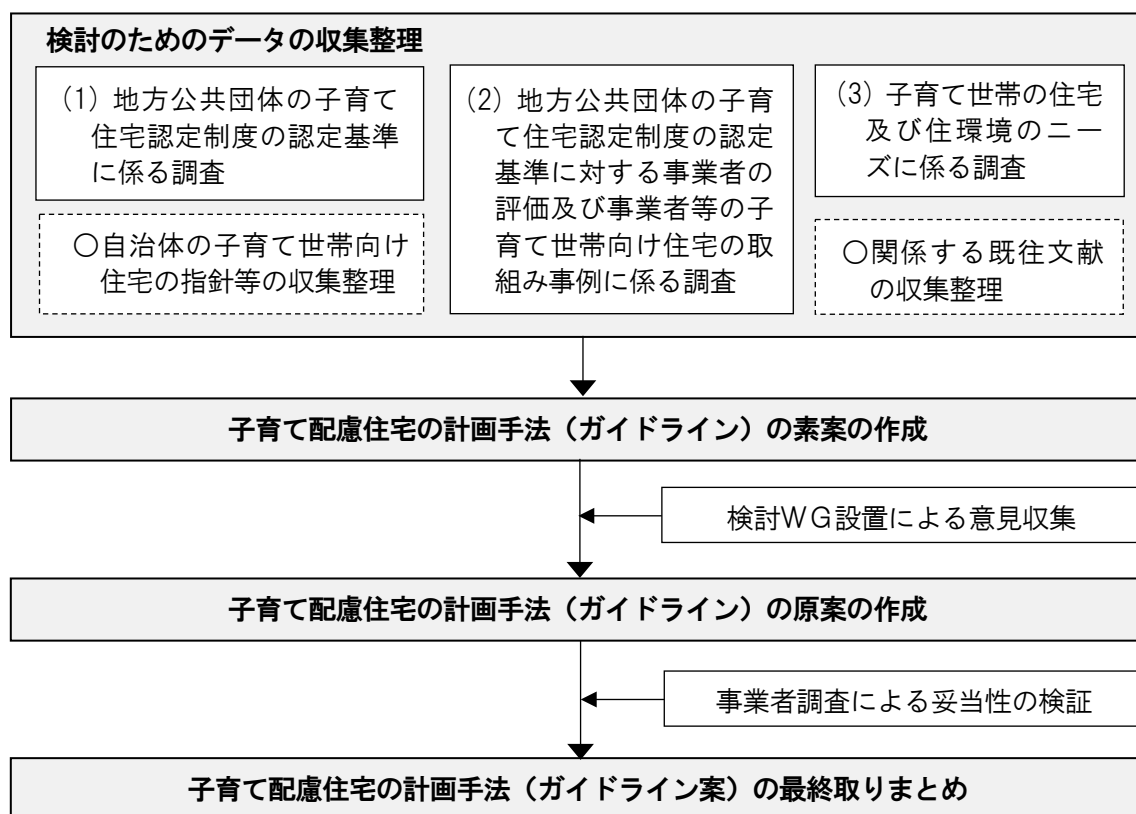 検討のためのデータの収集整理
(1) 地方公共団体の子育て
住宅認定制度の認定基準
に係る調査
〇自治体の子育て世帯向け
住宅の指針等の収集整理
(2) 地方公共団体の子育
て住宅認定制度の認定
基準に対する事業者の
評価及び事業者等の子
育て世帯向け住宅の取
組み事例に係る調査
(3) 子育て世帯の住宅
及び住環境のニー
ズに係る調査
〇関係する既往文献
の収集整理
子育て配慮住宅の計画手法（ガイドライン）の素案の作成
検討ＷＧ設置による意見収集
子育て配慮住宅の計画手法（ガイドライン）の原案の作成
事業者調査による妥当性の検証
子育て配慮住宅の計画手法（ガイドライン案）の最終取りまとめ